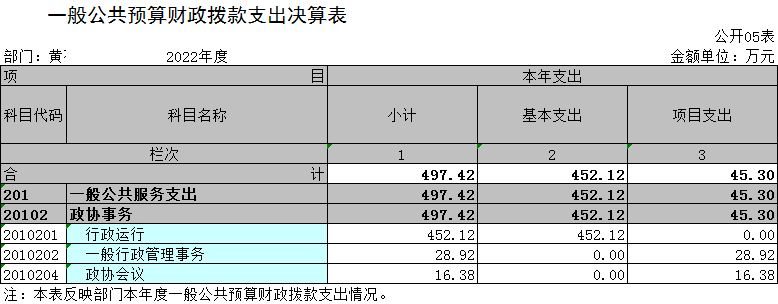 一般公共预算财政拨款支出决算表
公开05表
部门：黄 2022年度 金额单位：万元
项 目 本年支出
科目代码 科目名称 小计 基本支出 项目支出
栏次 1 2 3
合 计 497.42 452.12 45.30
201 一般公共服务支出 497.42 452.12 45.30
20102 政协事务 497.42 452.12 45.30
2010201 行政运行 452.12 452.12 0.00
2010202 一般行政管理事务 28.92 0.00 28.92
2010204 政协会议 16.38 0.00 16.38
注：本表反映部门本年度一般公共预算财政拨款支出情况。